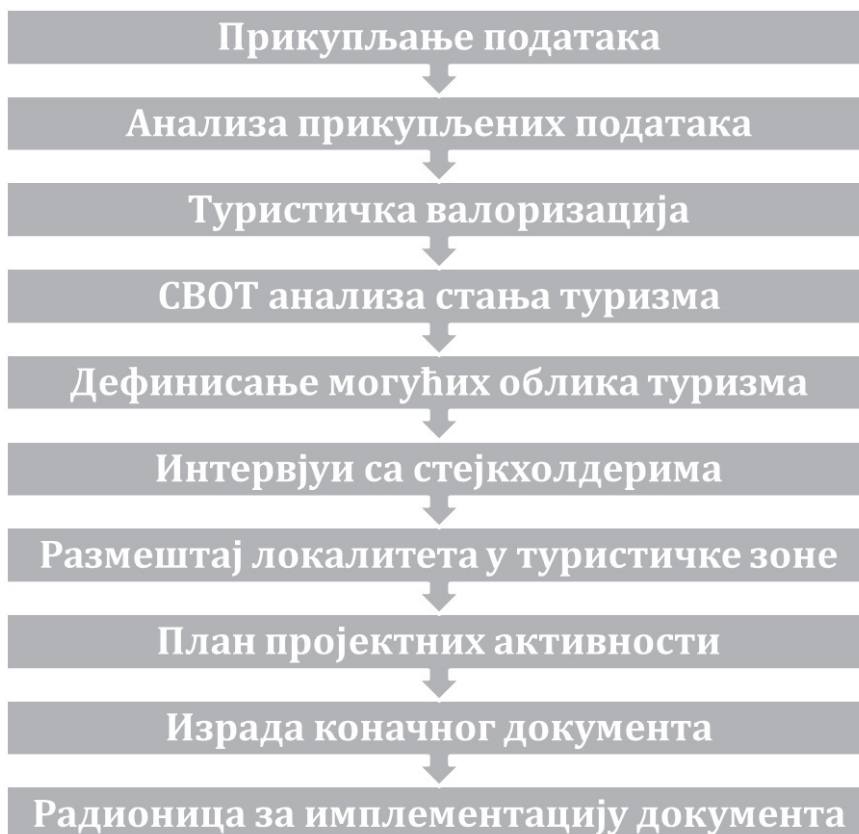 Прикупљање података
Анализа прикупљених података
Туристичка валоризација
СВОТ анализа стања туризма
Дефинисање могућих облика туризма
Интервјуи са стејкхолдерима
Размештај локалитета у туристичке зоне
План пројектних активности
Израда коначног документа
Радионица за имплементацију документа